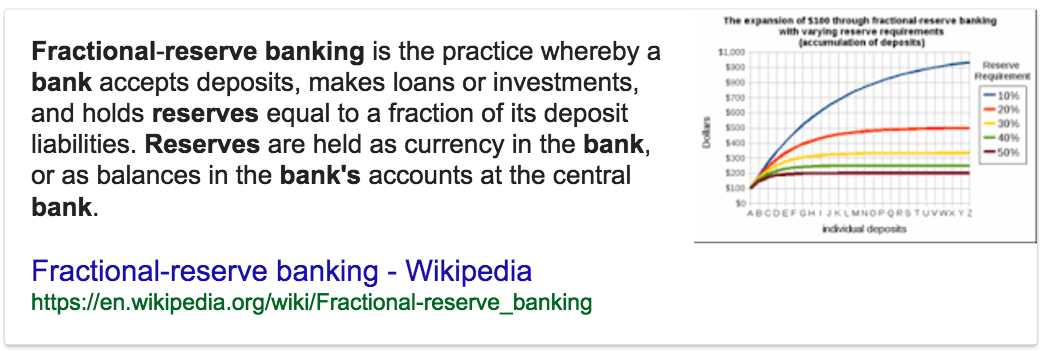 Fractional-reserve banking is the practice whereby a
bank accepts deposits, makes loans or investments,
and holds reserves equal to a fraction of its deposit
liabilities. Reserves are held as currency in the bank,
or as balances in the bank's accounts at the central
bank.
Fractional-reserve banking - Wikipedia
https://en.wikipedia.org/wiki/Fractional-reserve_banking
The expansion of $100 through fractional-reserve banking
with varying reserve requirements
(accumulation of deposits)
Dollars
$1,000
$900
$800
$700
$600
$500
$400
$300
$200
$100
$0
A B C D E F G H I J K L M N O P Q R S T U V W X Y Z
individual deposits
Reserve
Requirement
10%
20%
30%
40%
50%